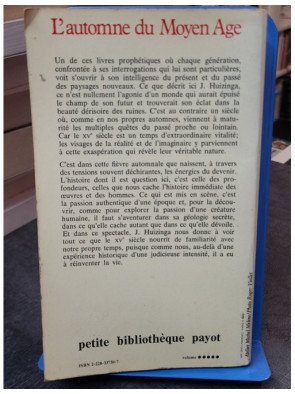 L'automne du Moyen Age
Un de ces livres prophétiques où chaque génération,
confrontée à ses interrogations qui lui sont particulières,
voit s'ouvrir à son intelligence du présent et du passé
des paysages nouveaux. Ce que décrit ici J. Huizinga,
ce n'est nullement l'agonie d'un monde qui aurait épuisé
le champ de son futur et trouverait son éclat dans la
beauté dérisoire des ruines. C'est au contraire un siècle
où, comme en nos propres automnes, viennent à matu-
rité les multiples quêtes du passé proche ou lointain.
Car le xvᵉ siècle est un temps d'extraordinaire vitalité:
les visages de la réalité et de l'imaginaire y parviennent
à cette exaspération qui révèle leur véritable nature.
C'est dans cette fièvre automnale que naissent, à travers
des tensions souvent déchirantes, les énergies du devenir.
L'histoire dont il est question ici, c'est celle des pro-
fondeurs, celles que nous cache l'histoire immédiate des
œuvres et des hommes. Ce qui est mis en scène, c'est
la passion authentique d'une époque et, pour la décou-
vrir, comme pour explorer la passion d'une créature
humaine, il faut s'aventurer dans sa géologie secrète,
dans ce qu'elle cache autant que dans ce qu'elle dévoile.
Et dans ce spectacle, J. Huizinga nous donne à voir
tout ce que le xvᵉ siècle nourrit de familiarité avec
notre propre temps, puisque comme nous, au-delà d'une
expérience historique d'une judicieuse intensité, il a eu
à réinventer la vie.
petite bibliothèque payot
volume